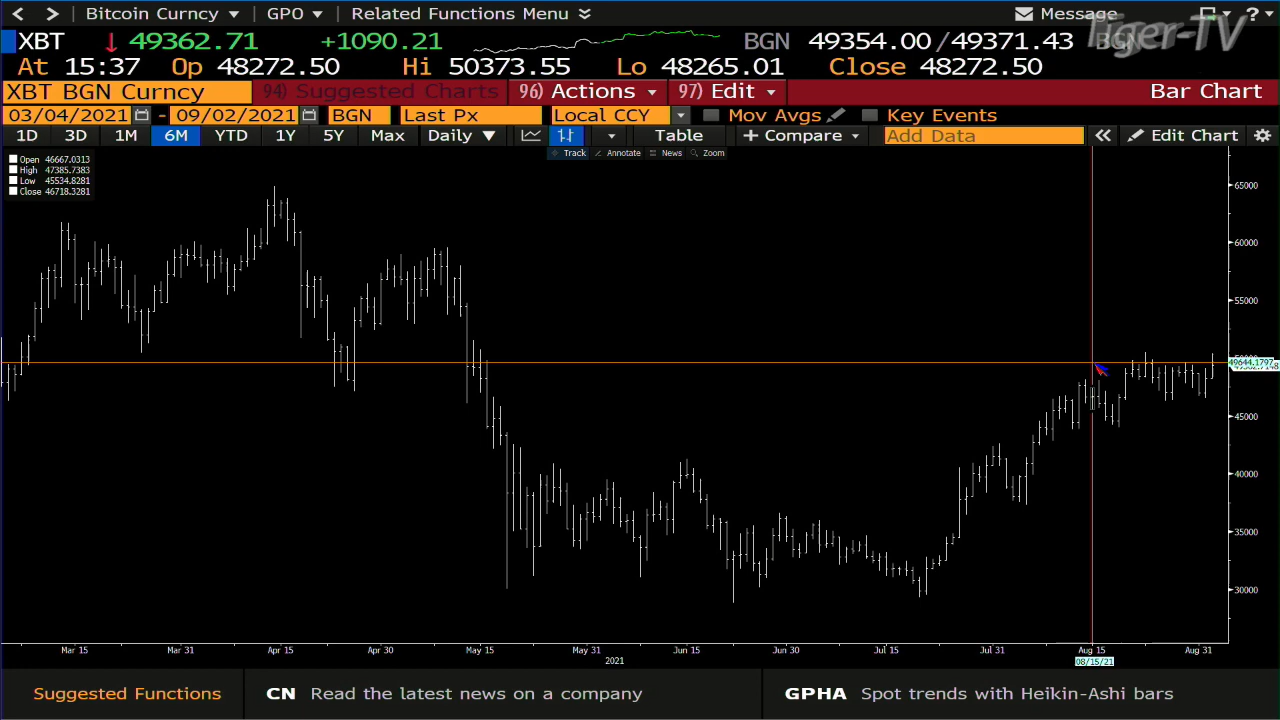 Bitcoin Curncy GPO Related Functions Menu Message ?
XBT 49362.71 +1090.21 BGN 49354.00/49371.43 BGN
Tiger-TV
At 15:37 Op 48272.50 Hi 50373.55 Lo 48265.01 Close 48272.50
XBT BGN Curncy 94) Suggested Charts 96) Actions 97) Edit Bar Chart
03/04/2021 - 09/02/2021 BGN Last Px Local CCY Mov Avgs Key Events
1D 3D 1M 6M YTD 1Y 5Y Max Daily Table + Compare Add Data Edit Chart
Track Annotate News Zoom
Open 46667.0313
High 47385.7383
Low 45534.8281
Close 46718.3281
65000
60000
55000
49644.1797
45000
40000
35000
30000
Mar 15 Mar 31 Apr 15 Apr 30 May 15 May 31 Jun 15 Jun 30 Jul 15 Jul 31 Aug 15 Aug 31
2021
08/15/21
Suggested Functions CN Read the latest news on a company GPHA Spot trends with Heikin-Ashi bars